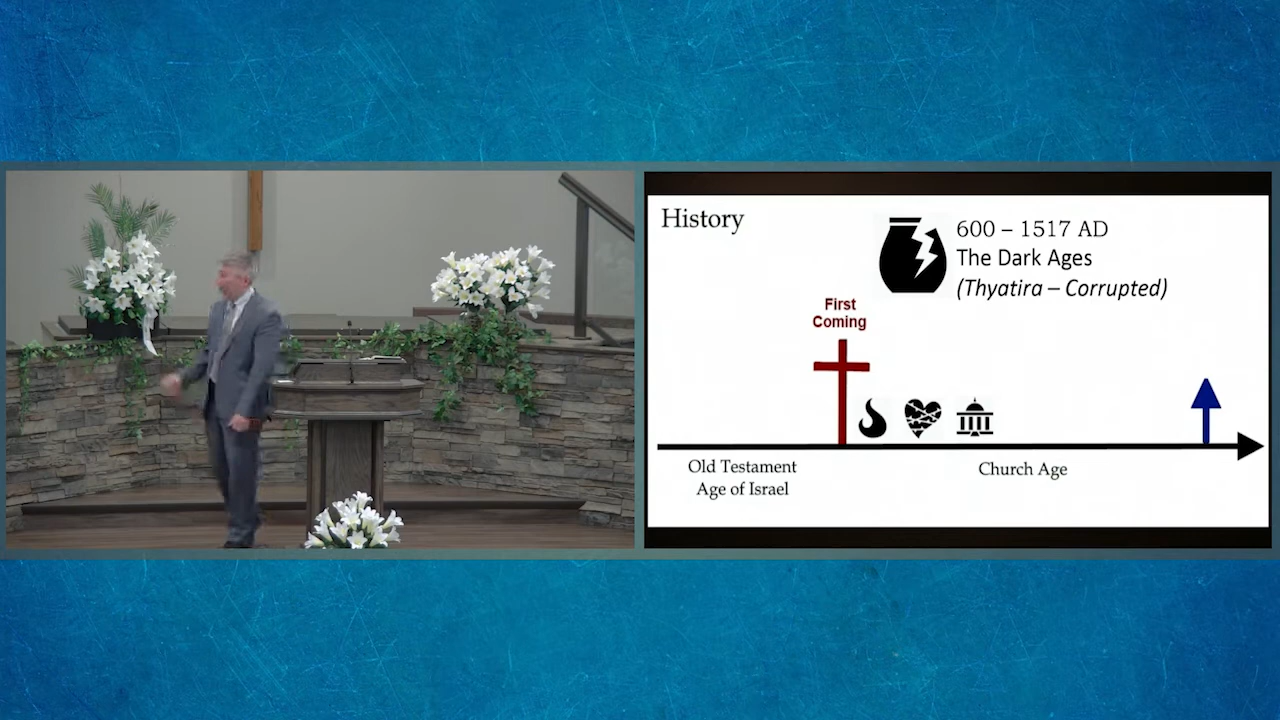 History
600 – 1517 AD
The Dark Ages
(Thyatira – Corrupted)
First
Coming
Old Testament
Age of Israel
Church Age